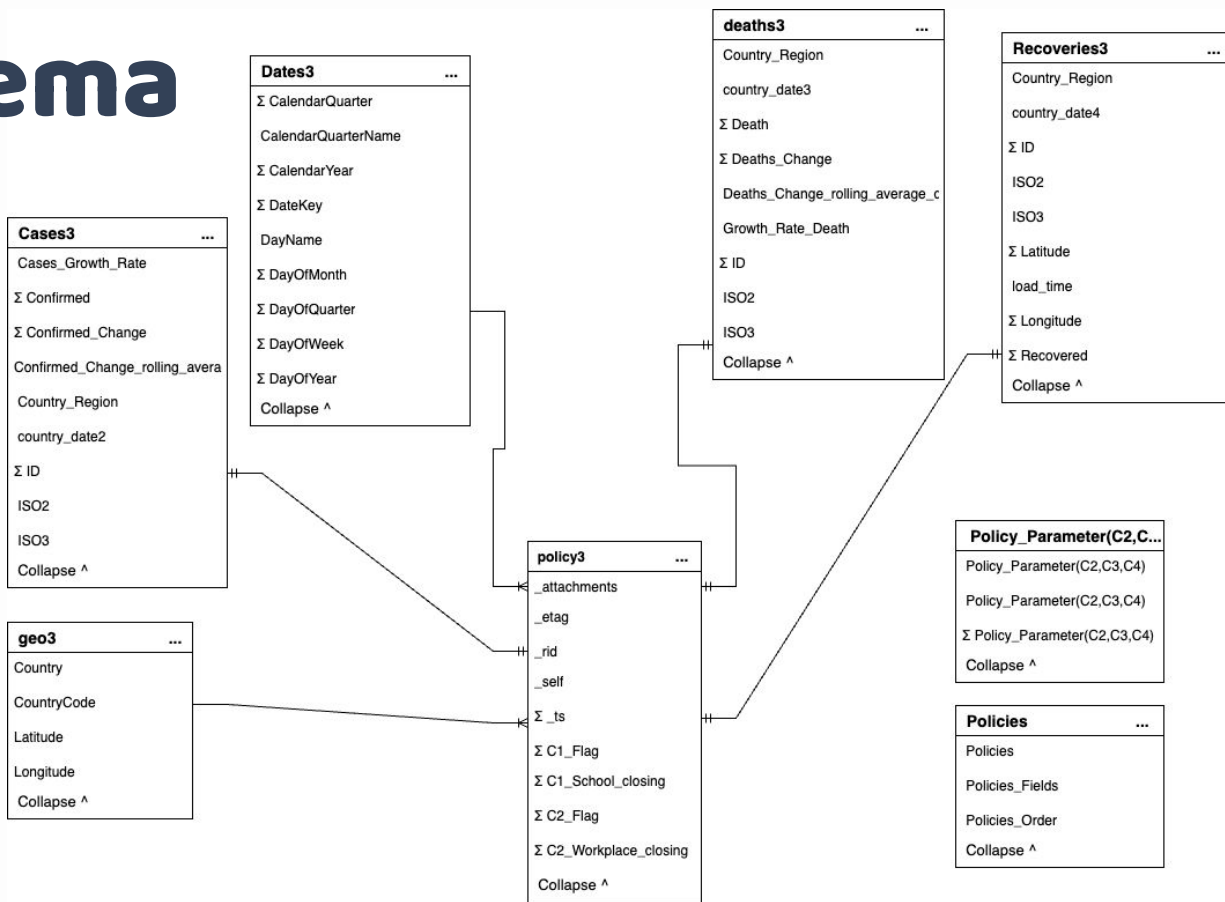 ema
Dates3 ...
Σ CalendarQuarter
CalendarQuarterName
Σ CalendarYear
Σ DateKey
DayName
Σ DayOfMonth
Σ DayOfQuarter
Σ DayOfWeek
Σ DayOfYear
Collapse ^
deaths3 ...
Country_Region
country_date3
Σ Death
Σ Deaths_Change
Deaths_Change_rolling_average_c
Growth_Rate_Death
Σ ID
ISO2
ISO3
Collapse ^
Recoveries3 ...
Country_Region
country_date4
Σ ID
ISO2
ISO3
Σ Latitude
load_time
Σ Longitude
Σ Recovered
Collapse ^
Cases3 ...
Cases_Growth_Rate
Σ Confirmed
Σ Confirmed_Change
Confirmed_Change_rolling_avera
Country_Region
country_date2
Σ ID
ISO2
ISO3
Collapse ^
geo3 ...
Country
CountryCode
Latitude
Longitude
Collapse ^
policy3 ...
_attachments
_etag
_rid
_self
Σ _ts
Σ C1_Flag
Σ C1_School_closing
Σ C2_Flag
Σ C2_Workplace_closing
Collapse ^
Policy_Parameter(C2,C...
Policy_Parameter(C2,C3,C4)
Policy_Parameter(C2,C3,C4)
Σ Policy_Parameter(C2,C3,C4)
Collapse ^
Policies ...
Policies
Policies_Fields
Policies_Order
Collapse ^